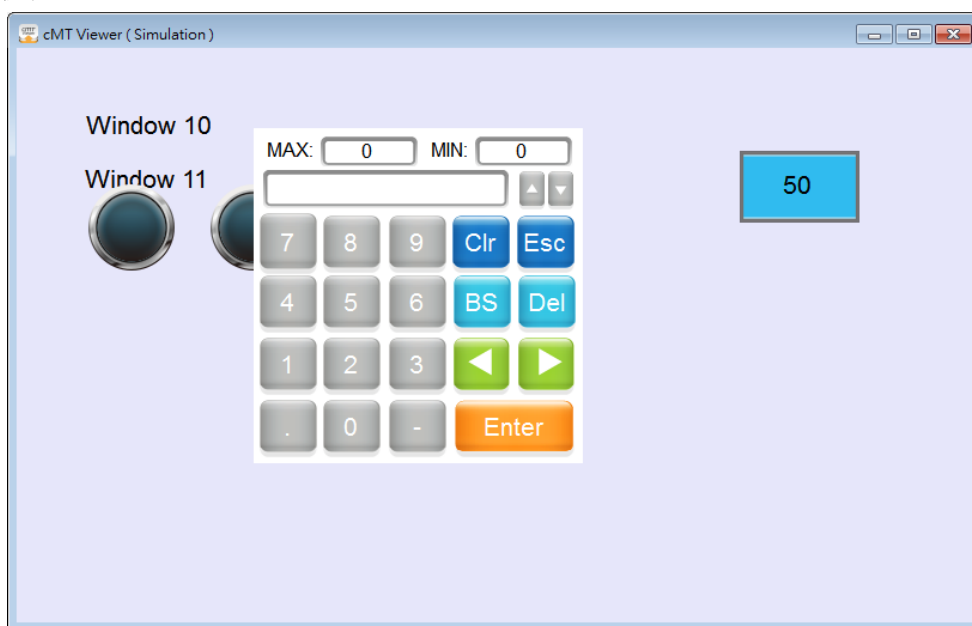 cMT Viewer ( Simulation )
Window 10
Window 11
MAX: 0 MIN: 0
50
7 8 9 Clr Esc
4 5 6 BS Del
1 2 3
. 0 - Enter